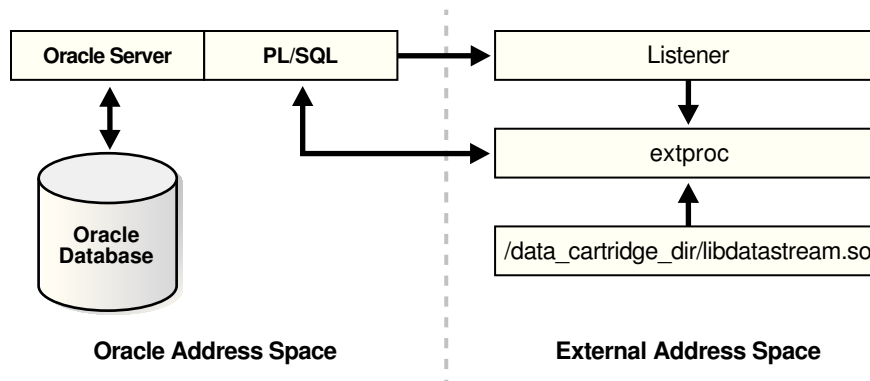 Oracle Server
PL/SQL
Listener
extproc
Oracle
Database
/data_cartridge_dir/libdatastream.so
Oracle Address Space
External Address Space